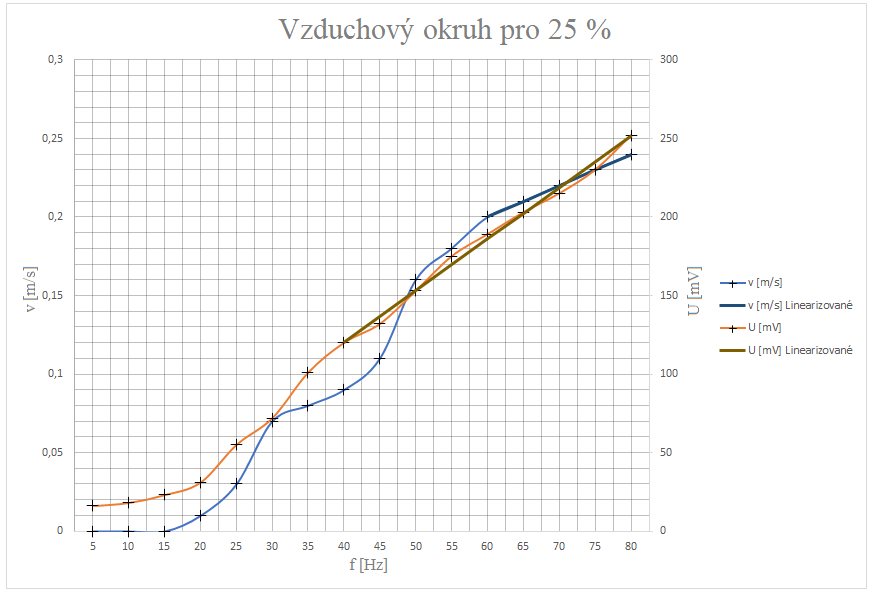 Vzduchový okruh pro 25 %
0,3
0,25
0,2
0,15
0,1
0,05
0
v [m/s]
300
250
200
150
100
50
0
U [mV]
5 10 15 20 25 30 35 40 45 50 55 60 65 70 75 80
f [Hz]
v [m/s]
v [m/s] Linearizované
U [mV]
U [mV] Linearizované